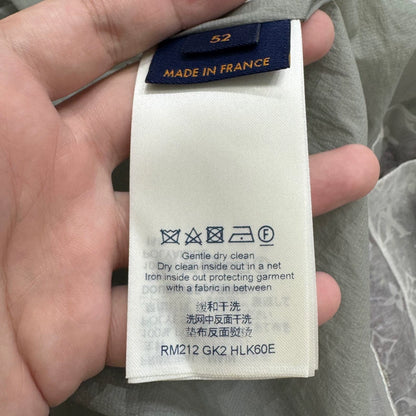 52
MADE IN FRANCE
F
Gentle dry clean
Dry clean inside out in a net
Iron inside out protecting garment
with a fabric in between
缓和干洗
洗网中反面干洗
垫布反面熨烫
RM212 GK2 HLK60E